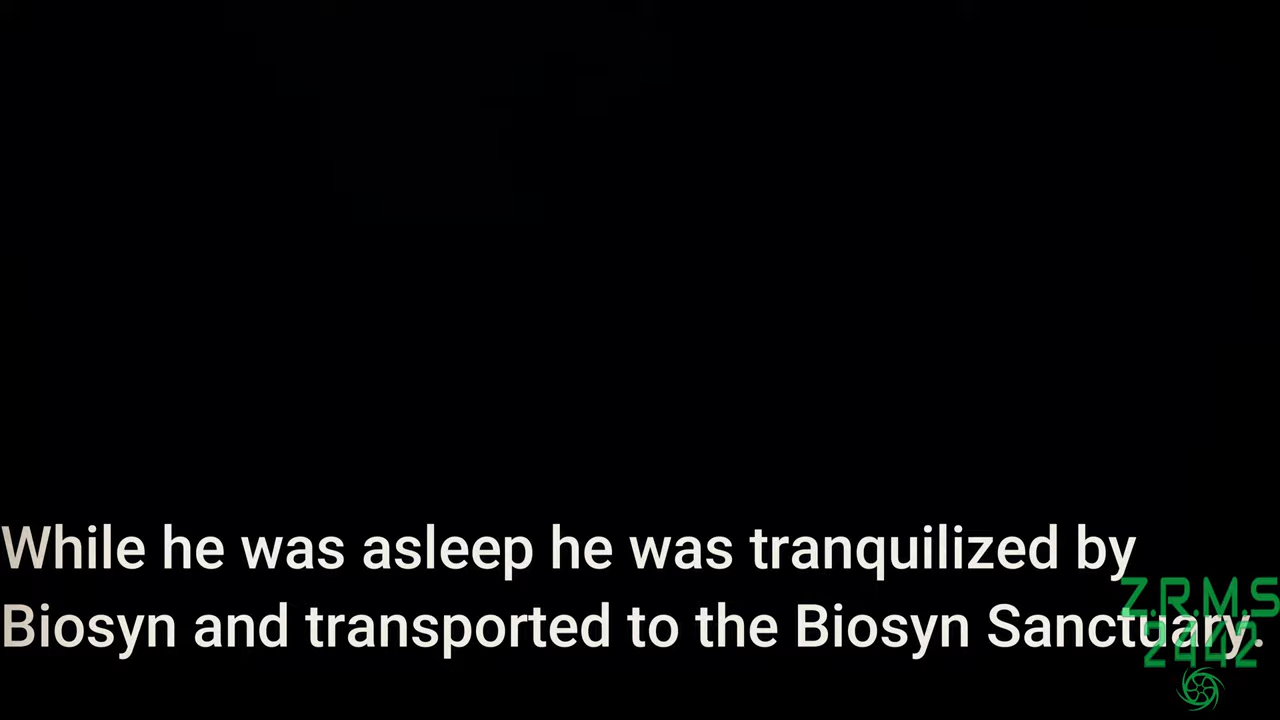 While he was asleep he was tranquilized by
Biosyn and transported to the Biosyn Sanctuary.
Z.R.M.S
2442